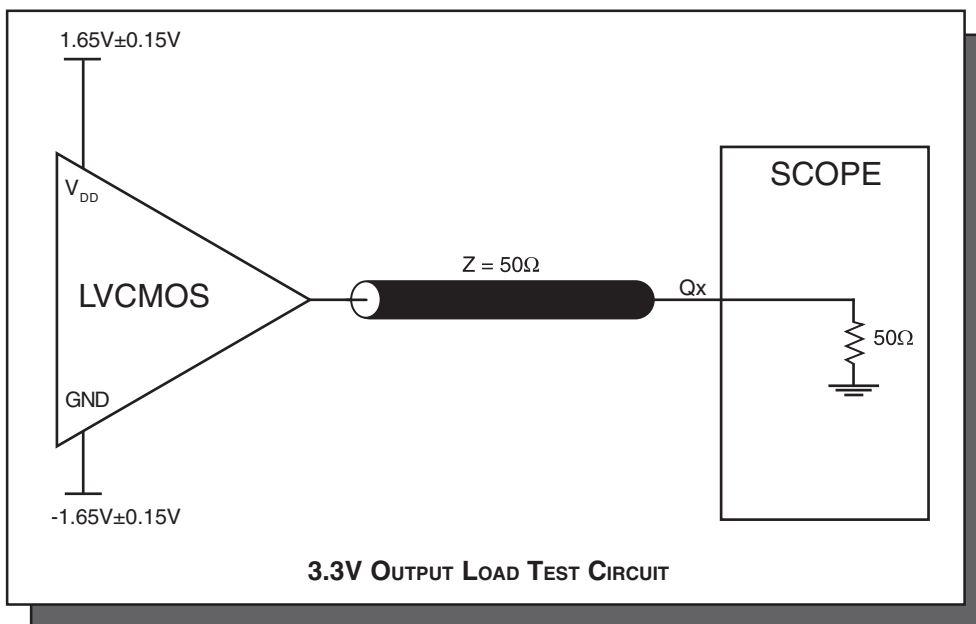 1.65V±0.15V
SCOPE
V_DD
Z = 50Ω
LVCMOS
Qx
50Ω
GND
-1.65V±0.15V
3.3V OUTPUT LOAD TEST CIRCUIT